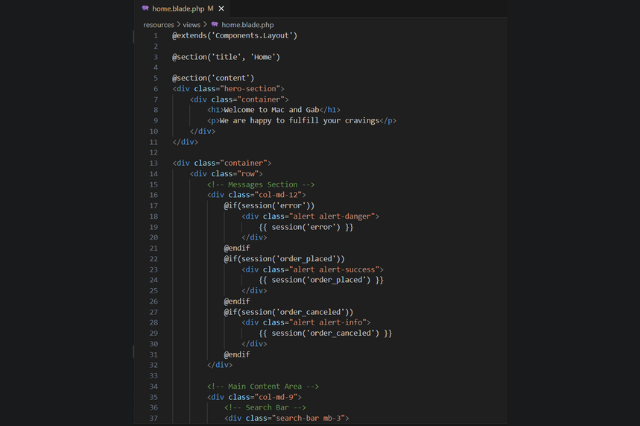 home.blade.php M ×
resources > views > home.blade.php
1 @extends('Components.Layout')
2
3 @section('title', 'Home')
4
5 @section('content')
6 <div class="hero-section">
7 <div class="container">
8 <h1>Welcome to Mac and Gab</h1>
9 <p>We are happy to fulfill your cravings</p>
10 </div>
11 </div>
12
13 <div class="container">
14 <div class="row">
15 <!-- Messages Section -->
16 <div class="col-md-12">
17 @if(session('error'))
18 <div class="alert alert-danger">
19 {{ session('error') }}
20 </div>
21 @endif
22 @if(session('order_placed'))
23 <div class="alert alert-success">
24 {{ session('order_placed') }}
25 </div>
26 @endif
27 @if(session('order_canceled'))
28 <div class="alert alert-info">
29 {{ session('order_canceled') }}
30 </div>
31 @endif
32 </div>
33
34 <!-- Main Content Area -->
35 <div class="col-md-9">
36 <!-- Search Bar -->
37 <div class="search-bar mb-3">